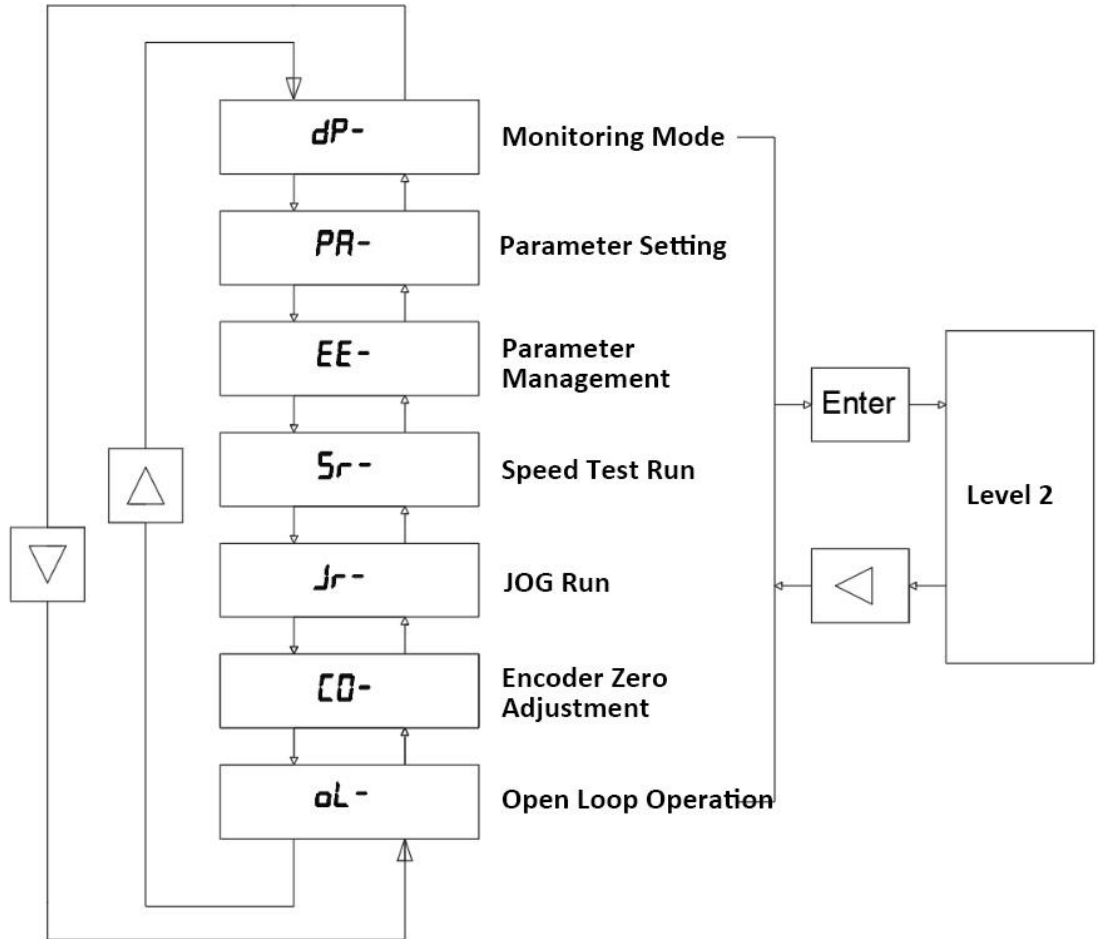 dP-
Monitoring Mode
PA-
Parameter Setting
EE-
Parameter
Management
Enter
Sr-
Speed Test Run
Level 2
Jr-
JOG Run
CO-
Encoder Zero
Adjustment
oL-
Open Loop Operation